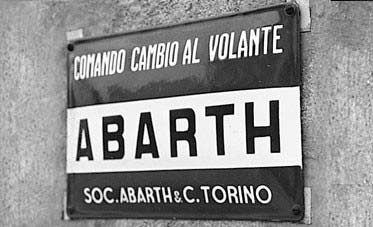 COMANDO CAMBIO AL VOLANTE
ABARTH
SOC. ABARTH & C. TORINO